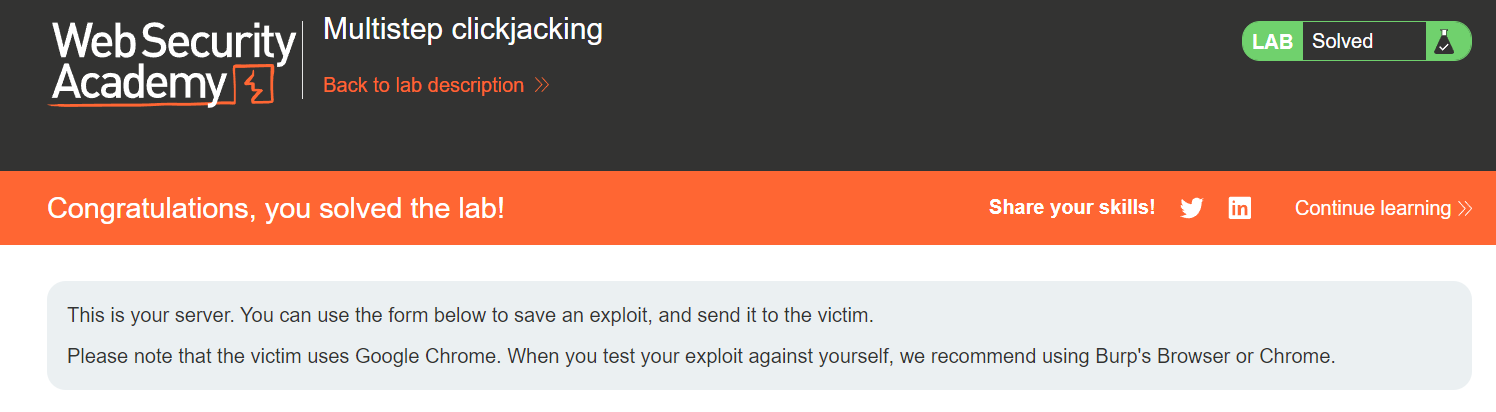 Web Security
Academy
Multistep clickjacking
Back to lab description
LAB Solved
Congratulations, you solved the lab!
Share your skills!
in
Continue learning
This is your server. You can use the form below to save an exploit, and send it to the victim.
Please note that the victim uses Google Chrome. When you test your exploit against yourself, we recommend using Burp's Browser or Chrome.